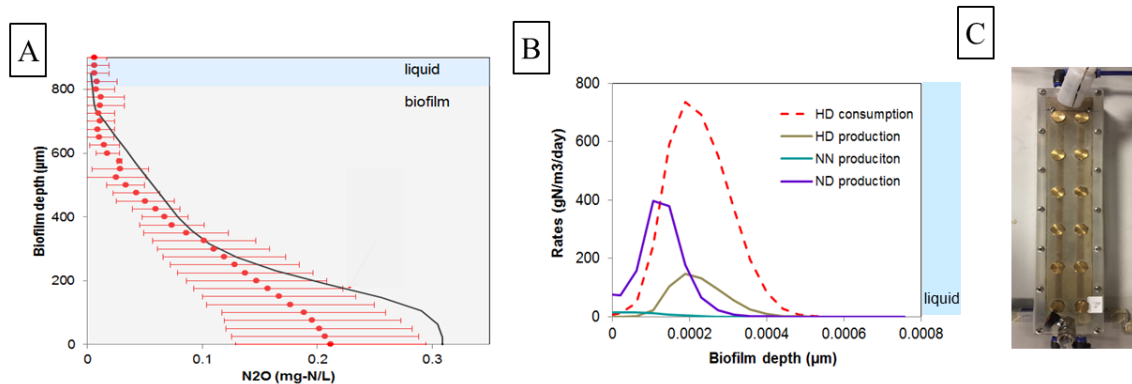 A
liquid
biofilm
Biofilm depth (µm)
800
600
400
200
0
0
0.1
0.2
0.3
N2O (mg-N/L)
B
Rates (gN/m3/day)
800
600
400
200
0
HD consumption
HD production
NN produciton
ND production
liquid
0
0.0002
0.0004
0.0006
0.0008
Biofilm depth (µm)
C